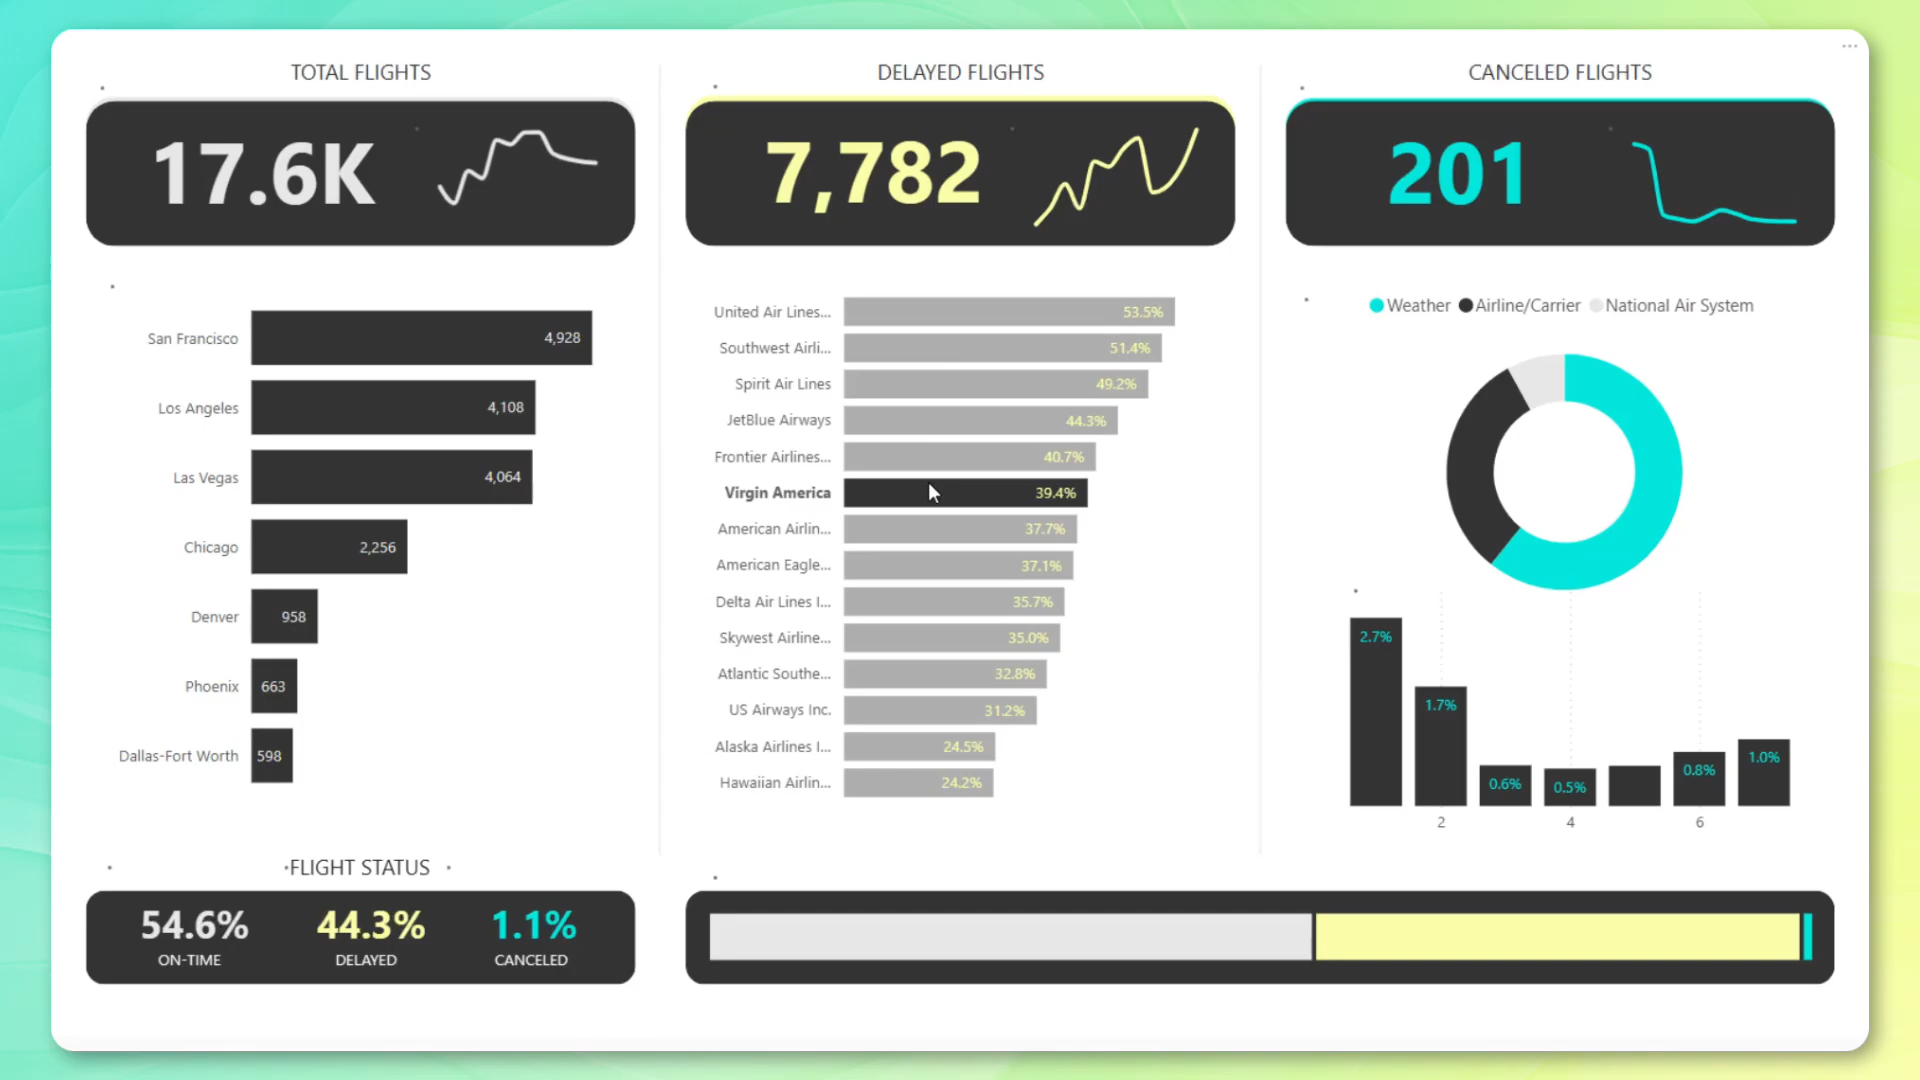 TOTAL FLIGHTS
17.6K
San Francisco 4,928
Los Angeles 4,108
Las Vegas 4,064
Chicago 2,256
Denver 958
Phoenix 663
Dallas-Fort Worth 598
DELAYED FLIGHTS
7,782
United Air Lines... 53.5%
Southwest Airli... 51.4%
Spirit Air Lines 49.2%
JetBlue Airways 44.3%
Frontier Airlines... 40.7%
Virgin America 39.4%
American Airlin... 37.7%
American Eagle... 37.1%
Delta Air Lines I... 35.7%
Skywest Airline... 35.0%
Atlantic Southe... 32.8%
US Airways Inc. 31.2%
Alaska Airlines I... 24.5%
Hawaiian Airlin... 24.2%
CANCELED FLIGHTS
201
Weather Airline/Carrier National Air System
2.7% 1.7% 0.6% 0.5% 0.8% 1.0%
2 4 6
FLIGHT STATUS
54.6% 44.3% 1.1%
ON-TIME DELAYED CANCELED